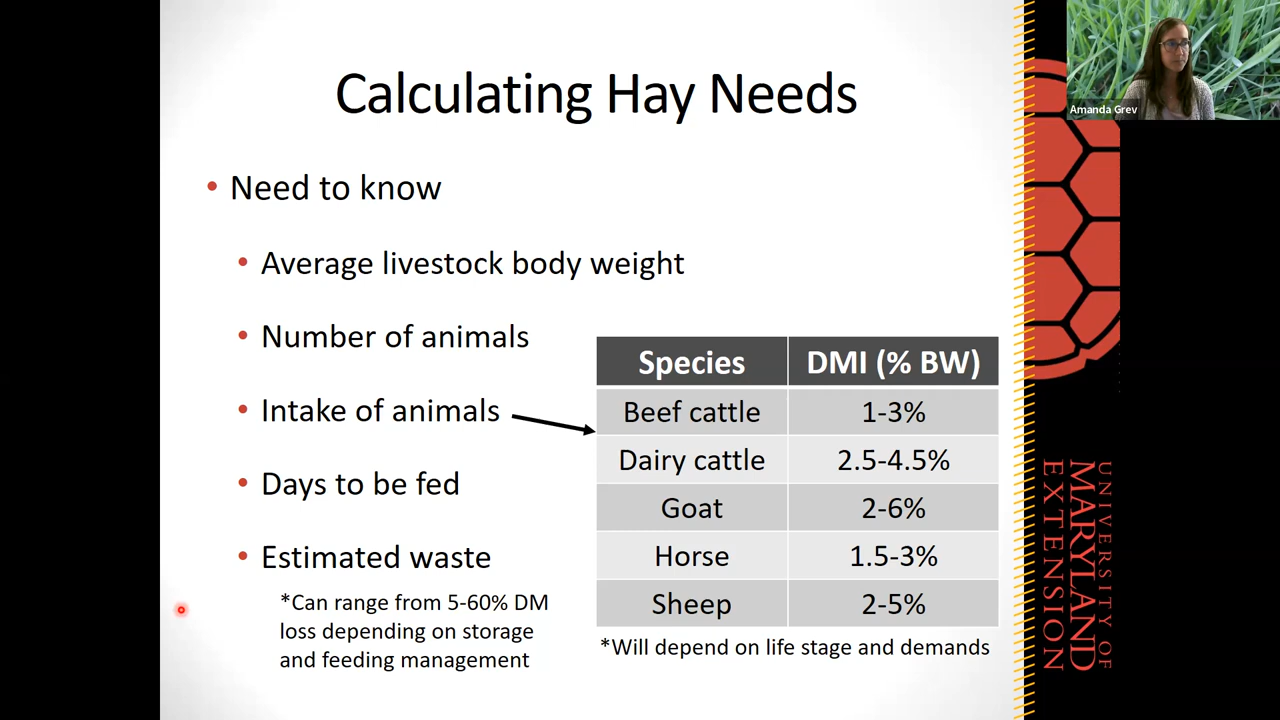 Calculating Hay Needs
Amanda Grev
• Need to know
• Average livestock body weight
• Number of animals
• Intake of animals
• Days to be fed
• Estimated waste
*Can range from 5-60% DM
loss depending on storage
and feeding management
Species DMI (% BW)
Beef cattle 1-3%
Dairy cattle 2.5-4.5%
Goat 2-6%
Horse 1.5-3%
Sheep 2-5%
*Will depend on life stage and demands
UNIVERSITY OF
MARYLAND
EXTENSION